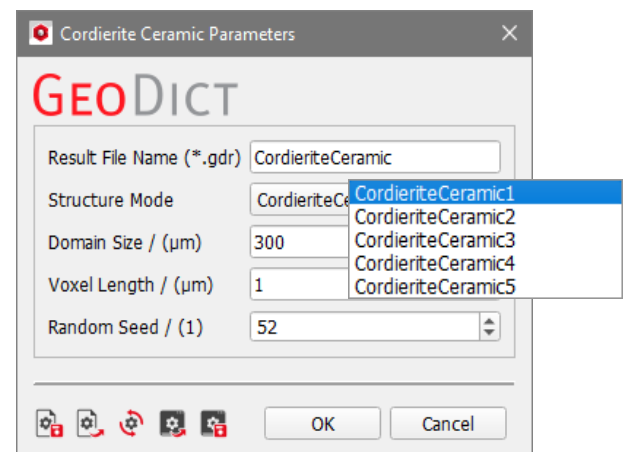 Cordierite Ceramic Parameters
GEODICT
Result File Name (*.gdr) CordieriteCeramic
Structure Mode CordieriteCe
CordieriteCeramic1
CordieriteCeramic2
CordieriteCeramic3
CordieriteCeramic4
CordieriteCeramic5
Domain Size / (µm) 300
Voxel Length / (µm) 1
Random Seed / (1) 52
OK Cancel